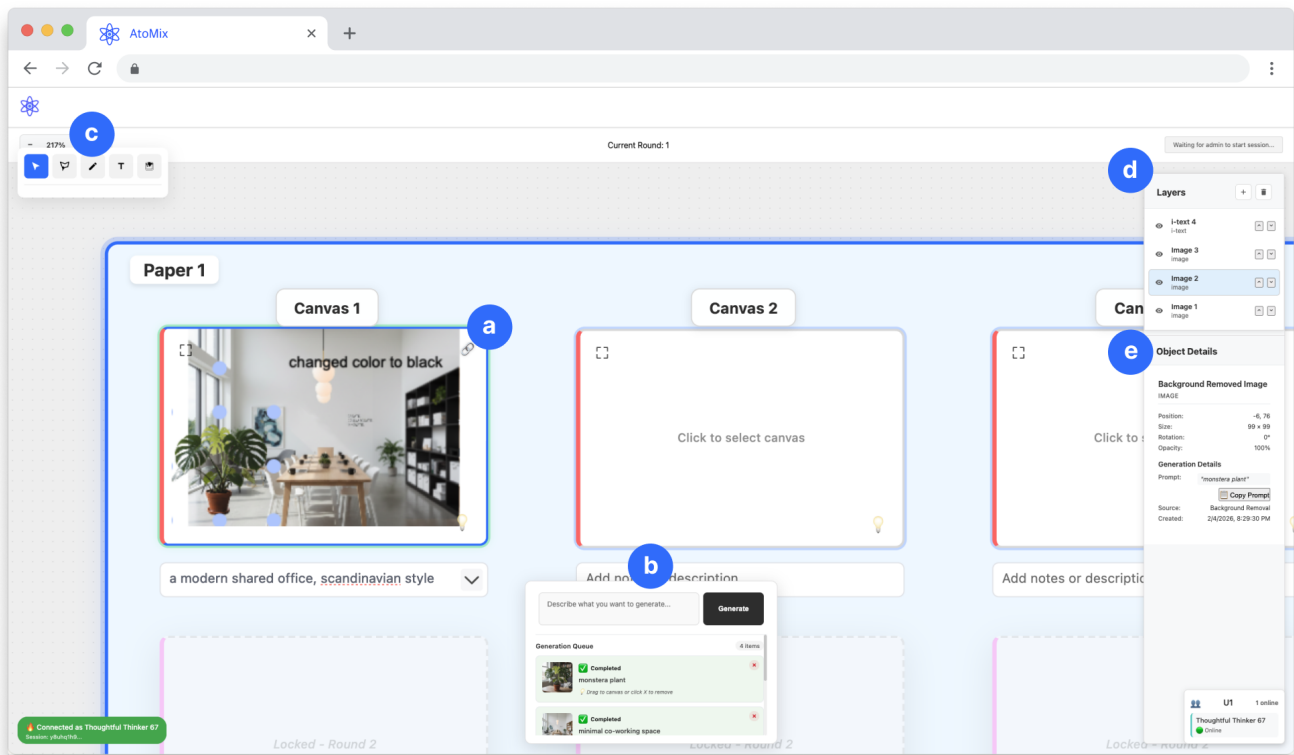 AtoMix
c
− 217%
Current Round: 1
Waiting for admin to start session...
T
d
Layers
+
i-text 4
i-text
Image 3
image
Image 2
image
Image 1
image
Paper 1
Canvas 1
Canvas 2
Can
a
changed color to black
Click to select canvas
Click to s
e
Object Details
Background Removed Image
IMAGE
Position: -6, 76
Size: 99 × 99
Rotation: 0°
Opacity: 100%
Generation Details
Prompt: "monstera plant"
Copy Prompt
Source: Background Removal
Created: 2/4/2026, 8:29:30 PM
a modern shared office, scandinavian style
b
Add no description
Add notes or descriptic
Describe what you want to generate...
Generate
Generation Queue
4 items
Completed
monstera plant
Drag to canvas or click X to remove
Completed
minimal co-working space
Locked - Round 2
Locked - Round 2
Connected as Thoughtful Thinker 67
U1
1 online
Thoughtful Thinker 67
Online